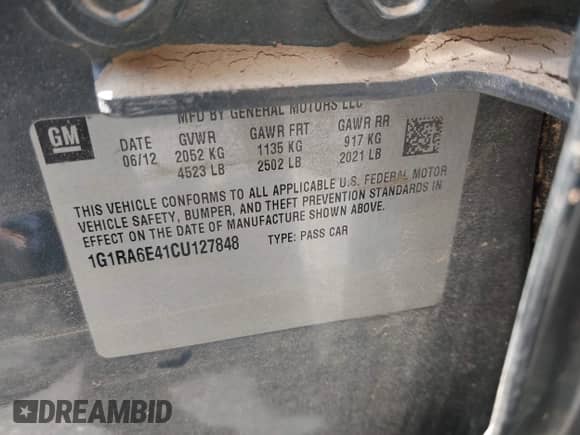 MFD BY GENERAL MOTORS LLC
GM
DATE GVWR GAWR FRT GAWR RR
06/12 2052 KG 1135 KG 917 KG
4523 LB 2502 LB 2021 LB
THIS VEHICLE CONFORMS TO ALL APPLICABLE U.S. FEDERAL MOTOR
VEHICLE SAFETY, BUMPER, AND THEFT PREVENTION STANDARDS IN
EFFECT ON THE DATE OF MANUFACTURE SHOWN ABOVE.
1G1RA6E41CU127848 TYPE: PASS CAR
DREAMBID